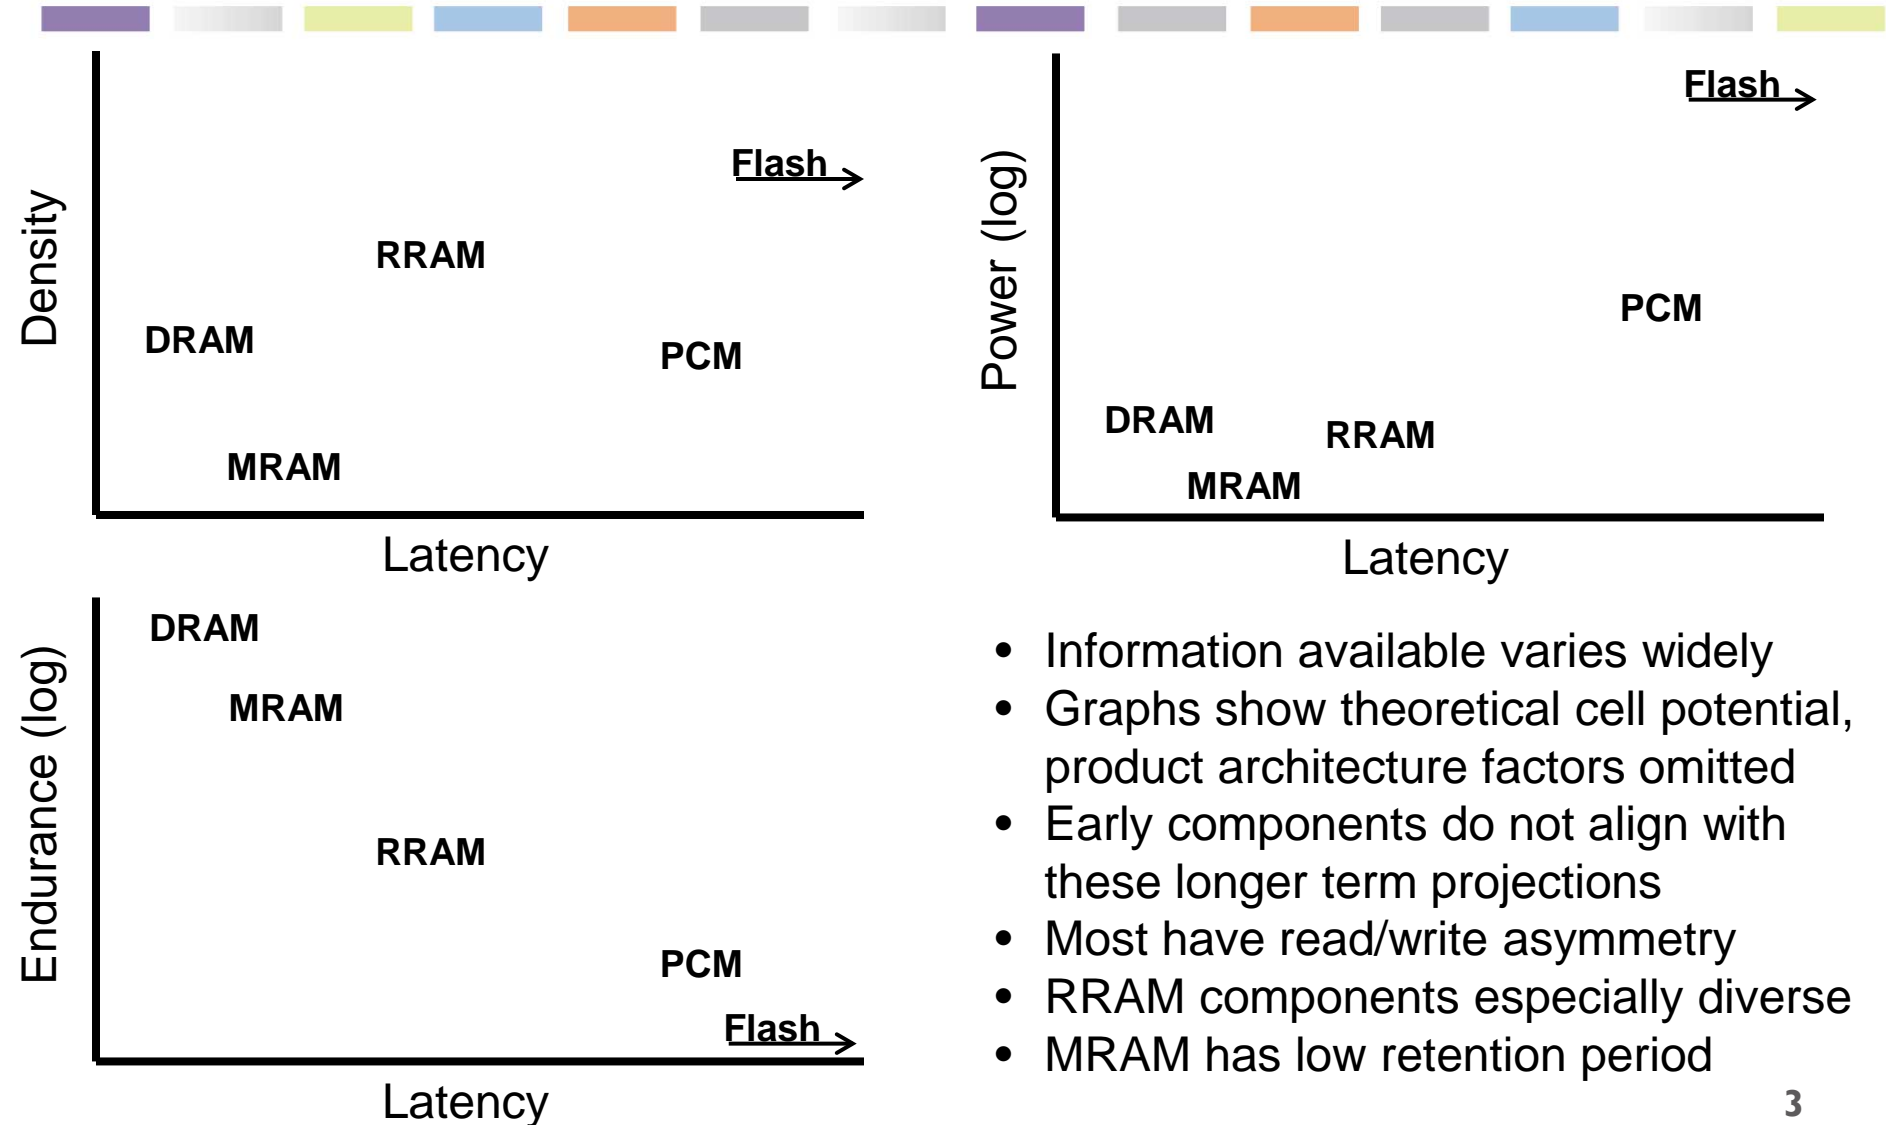 Density
Flash
RRAM
DRAM
PCM
MRAM
Latency
Power (log)
Flash
PCM
DRAM
RRAM
MRAM
Latency
Endurance (log)
DRAM
MRAM
RRAM
PCM
Flash
Latency
• Information available varies widely
• Graphs show theoretical cell potential,
product architecture factors omitted
• Early components do not align with
these longer term projections
• Most have read/write asymmetry
• RRAM components especially diverse
• MRAM has low retention period
3